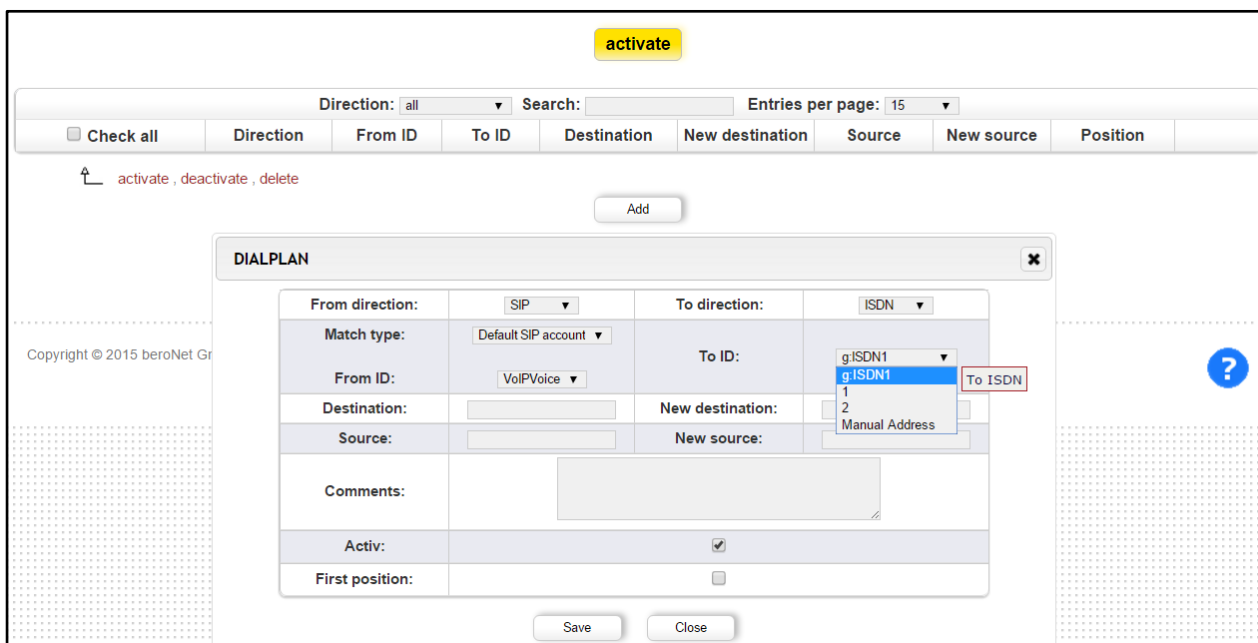 activate
Direction: all Search: Entries per page: 15
Check all Direction From ID To ID Destination New destination Source New source Position
activate , deactivate , delete
Add
DIALPLAN
From direction: SIP To direction: ISDN
Match type: Default SIP account
To ID: g:ISDN1
From ID: VoIPVoice
g:ISDN1
To ISDN
1
2
Manual Address
Destination: New destination:
Source: New source:
Comments:
Activ:
First position:
Save Close
Copyright © 2015 beroNet Gr
?